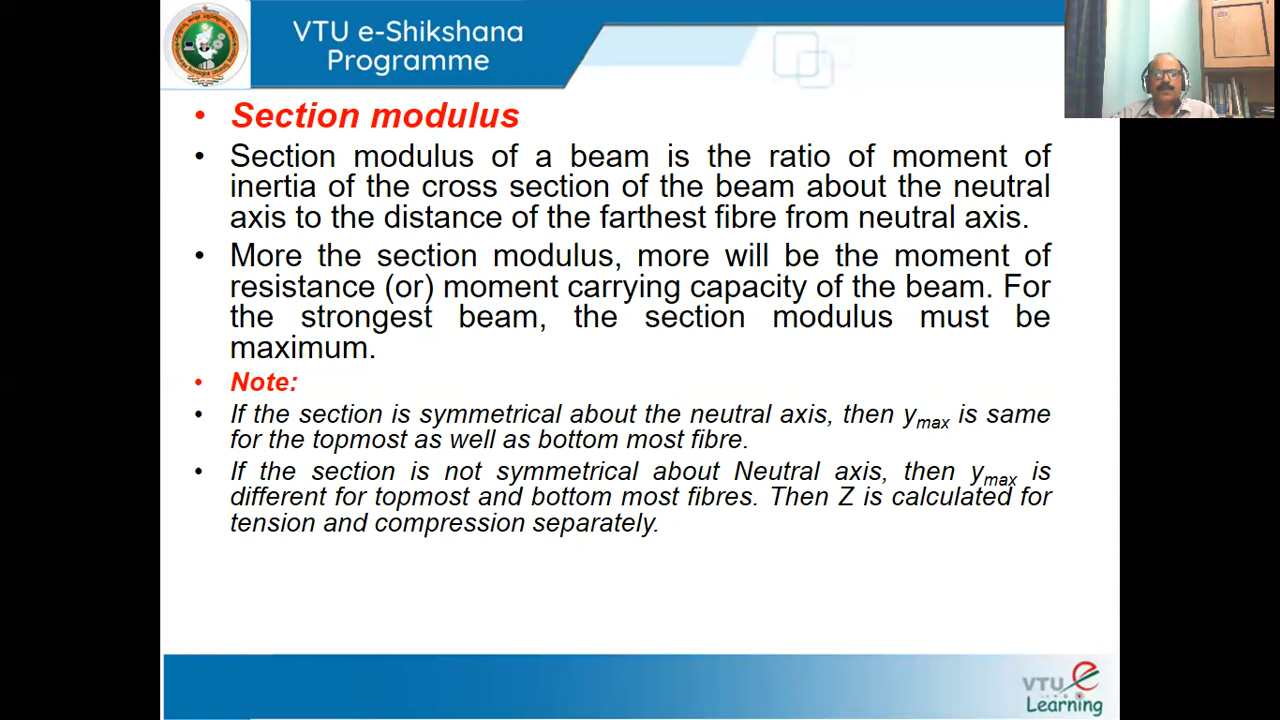 VTU e-Shikshana
Programme
• Section modulus
• Section modulus of a beam is the ratio of moment of
inertia of the cross section of the beam about the neutral
axis to the distance of the farthest fibre from neutral axis.
• More the section modulus, more will be the moment of
resistance (or) moment carrying capacity of the beam. For
the strongest beam, the section modulus must be
maximum.
• Note:
• If the section is symmetrical about the neutral axis, then ymax is same
for the topmost as well as bottom most fibre.
• If the section is not symmetrical about Neutral axis, then ymax is
different for topmost and bottom most fibres. Then Z is calculated for
tension and compression separately.
VTU e
Learning